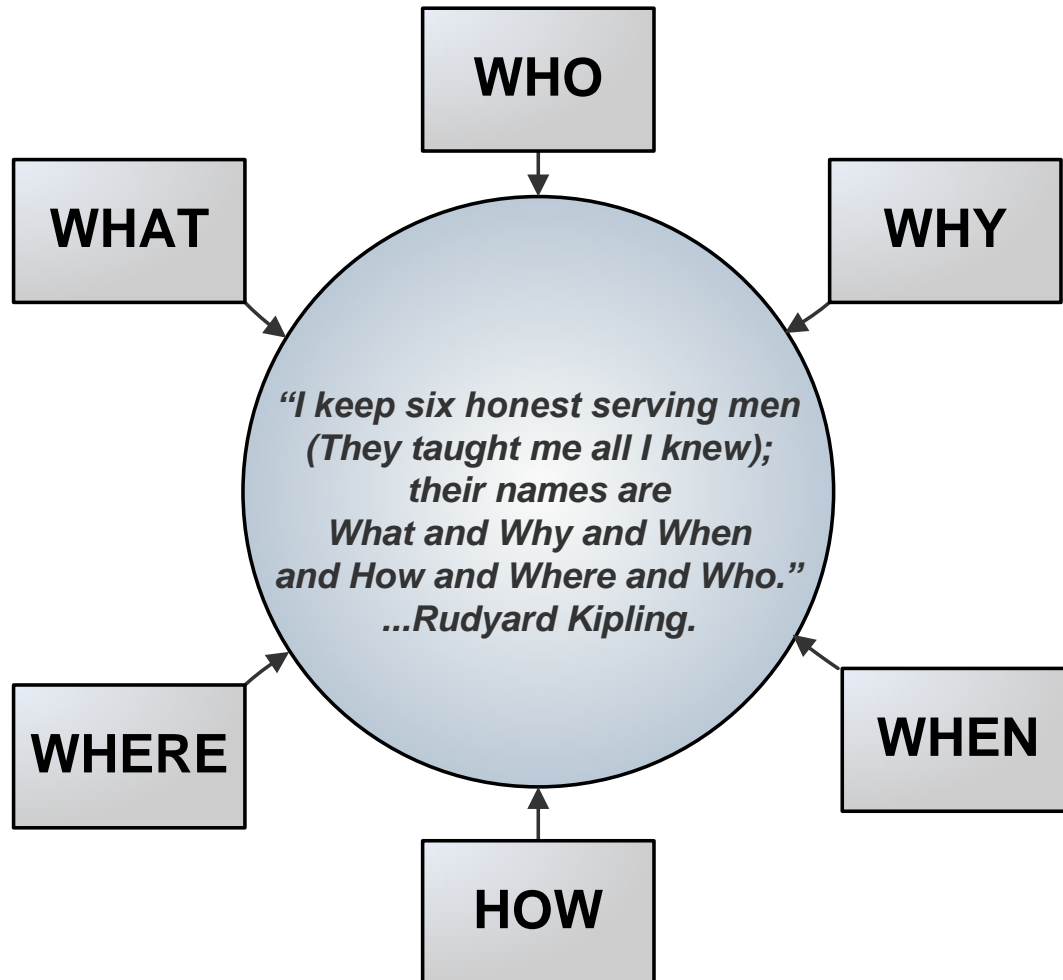 WHO
WHAT
WHY
“I keep six honest serving men
(They taught me all I knew);
their names are
What and Why and When
and How and Where and Who.”
...Rudyard Kipling.
WHERE
WHEN
HOW